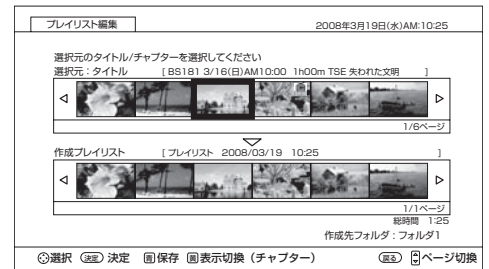 プレイリスト編集 2008年3月19日(水)AM:10:25
選択元のタイトル/チャプターを選択してください
選択元：タイトル [ BS181 3/16(日)AM10:00 1h00m TSE 失われた文明 ]
1/6ページ
作成プレイリスト [ プレイリスト 2008/03/19 10:25 ]
1/1ページ
総時間 1:25
作成先フォルダ：フォルダ1
選択 決定 決定 青 保存 黄 表示切換（チャプター） 戻る ページ切換